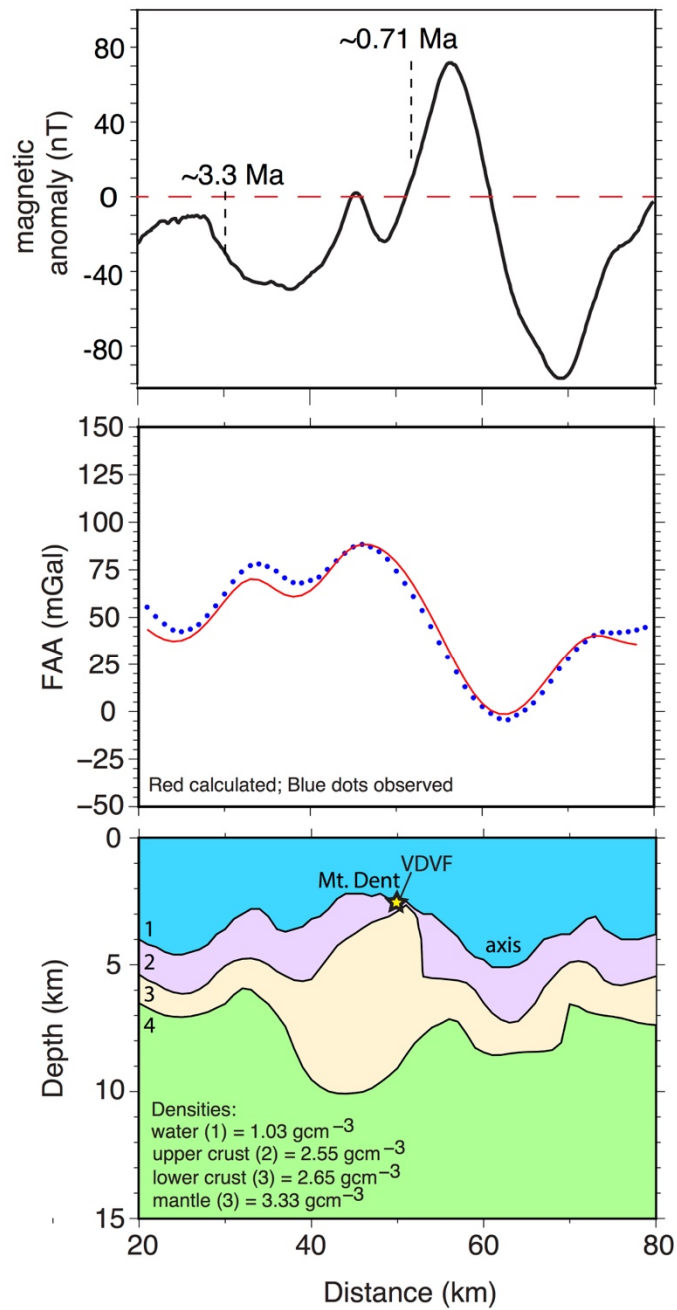 80
~0.71 Ma
40
~3.3 Ma
0
-40
-80
magnetic
anomaly (nT)
150
125
100
75
50
25
0
−25
−50
FAA (mGal)
Red calculated; Blue dots observed
0
VDVF
Mt. Dent
1
axis
2
5
3
4
10
Densities:
water (1) = 1.03 gcm−3
upper crust (2) = 2.55 gcm−3
lower crust (3) = 2.65 gcm−3
mantle (3) = 3.33 gcm−3
15
Depth (km)
20 40 60 80
Distance (km)